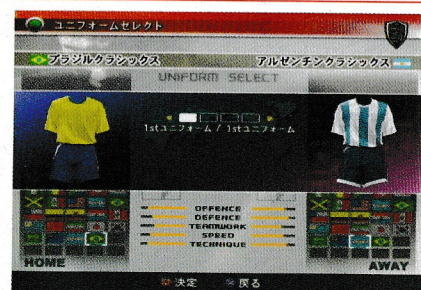 ユニフォームセレクト
ブラジルクラシックス
アルゼンチンクラシックス
UNIFORM SELECT
1stユニフォーム / 1stユニフォーム
OFFENCE
DEFENCE
TEAMWORK
SPEED
TECHNIQUE
HOME
AWAY
決定 戻る